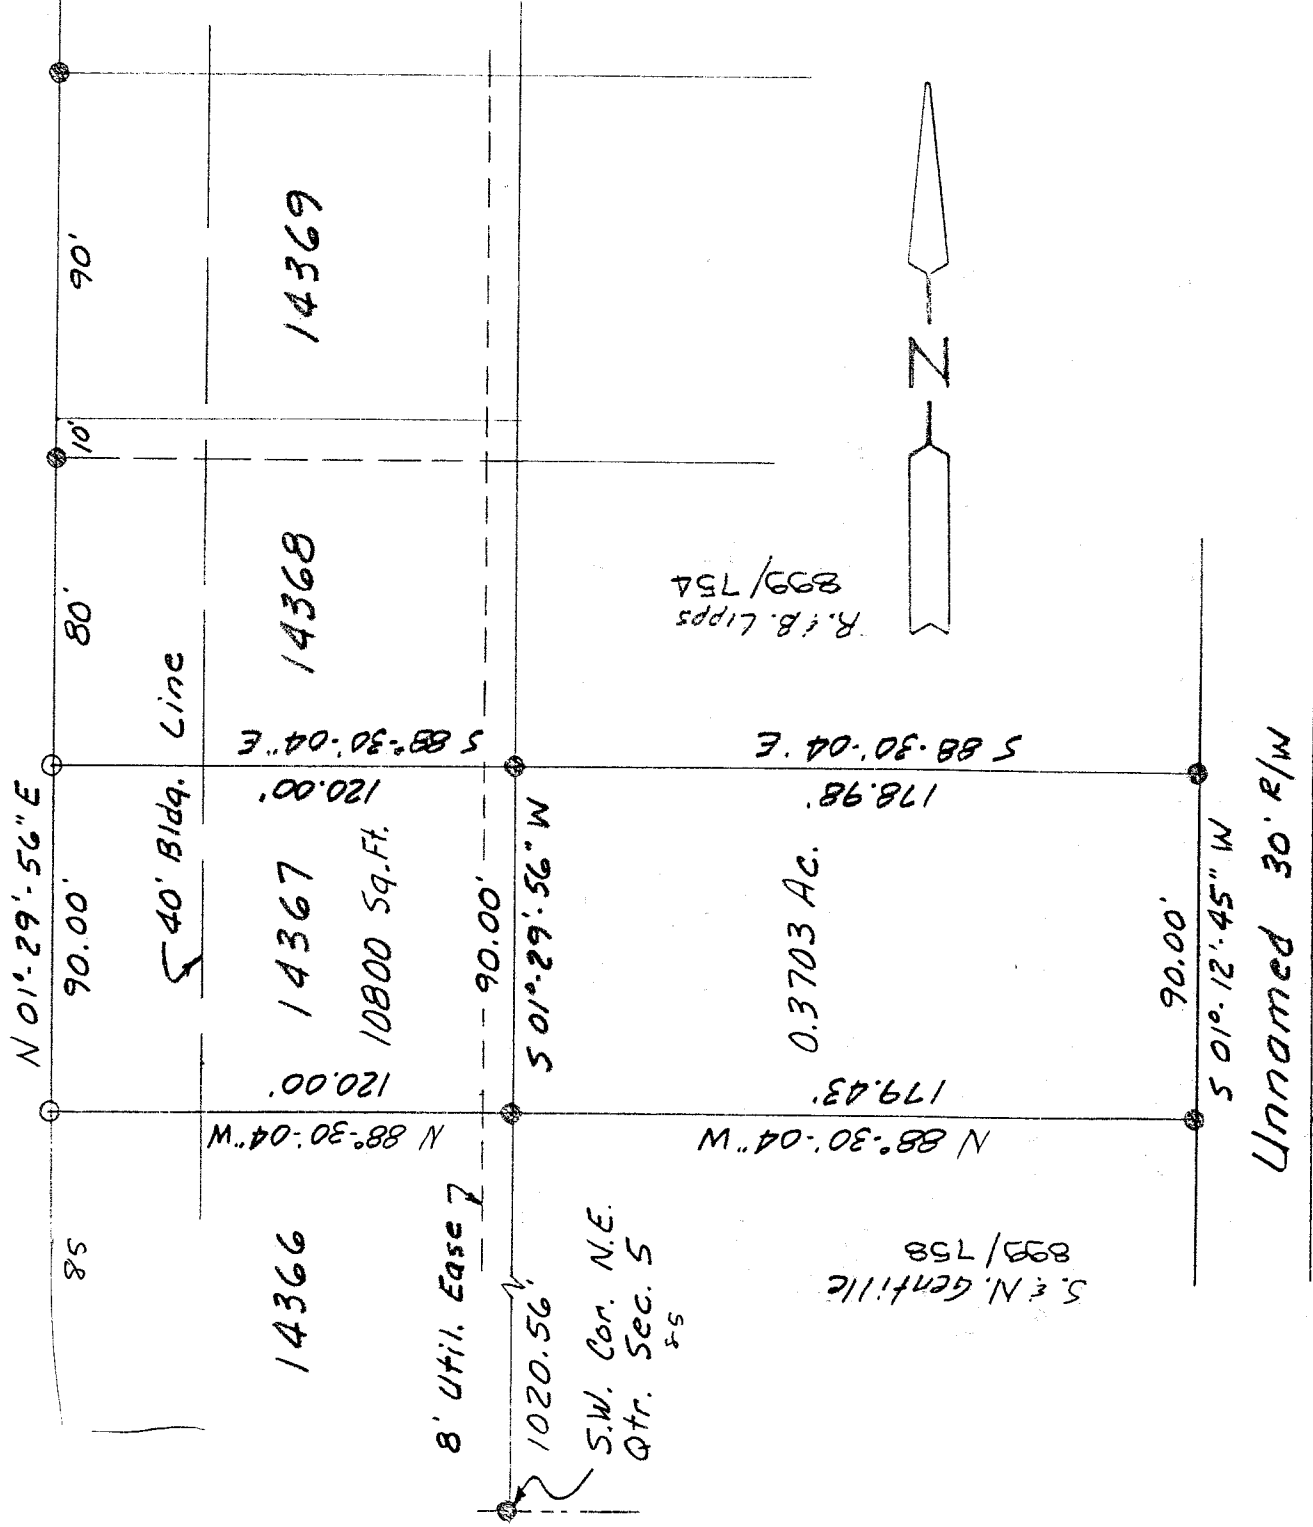 N 01°-29'-56" E
90.00'
80'
10'
90'
85
40' Bldg. Line
14366
14367
10800 Sq.Ft.
14368
14369
N 88°-30'-04" W
120.00'
S 88°-30'-04" E
120.00'
8' Util. Ease
90.00'
S 01°-29'-56" W
1020.56'
S.W. Cor. N.E.
Qtr. Sec. 5
85
N 88°-30'-04" W
179.43'
0.3703 Ac.
S 88-30'-04" E
178.98'
R. & B. Lipps
899/754
S. & N. Gentille
899/758
N
90.00'
S 01°-12'-45" W
Unnamed 30' R/W